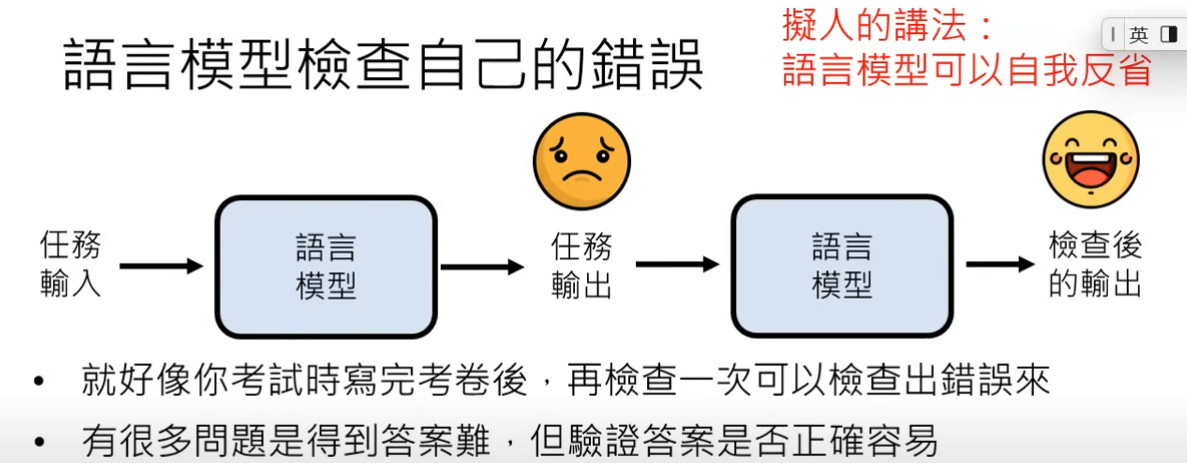 語言模型檢查自己的錯誤
擬人的講法：
語言模型可以自我反省
英
任務
輸入
語言
模型
任務
輸出
語言
模型
檢查後
的輸出
• 就好像你考試時寫完考卷後，再檢查一次可以檢查出錯誤來
• 有很多問題是得到答案難，但驗證答案是否正確容易